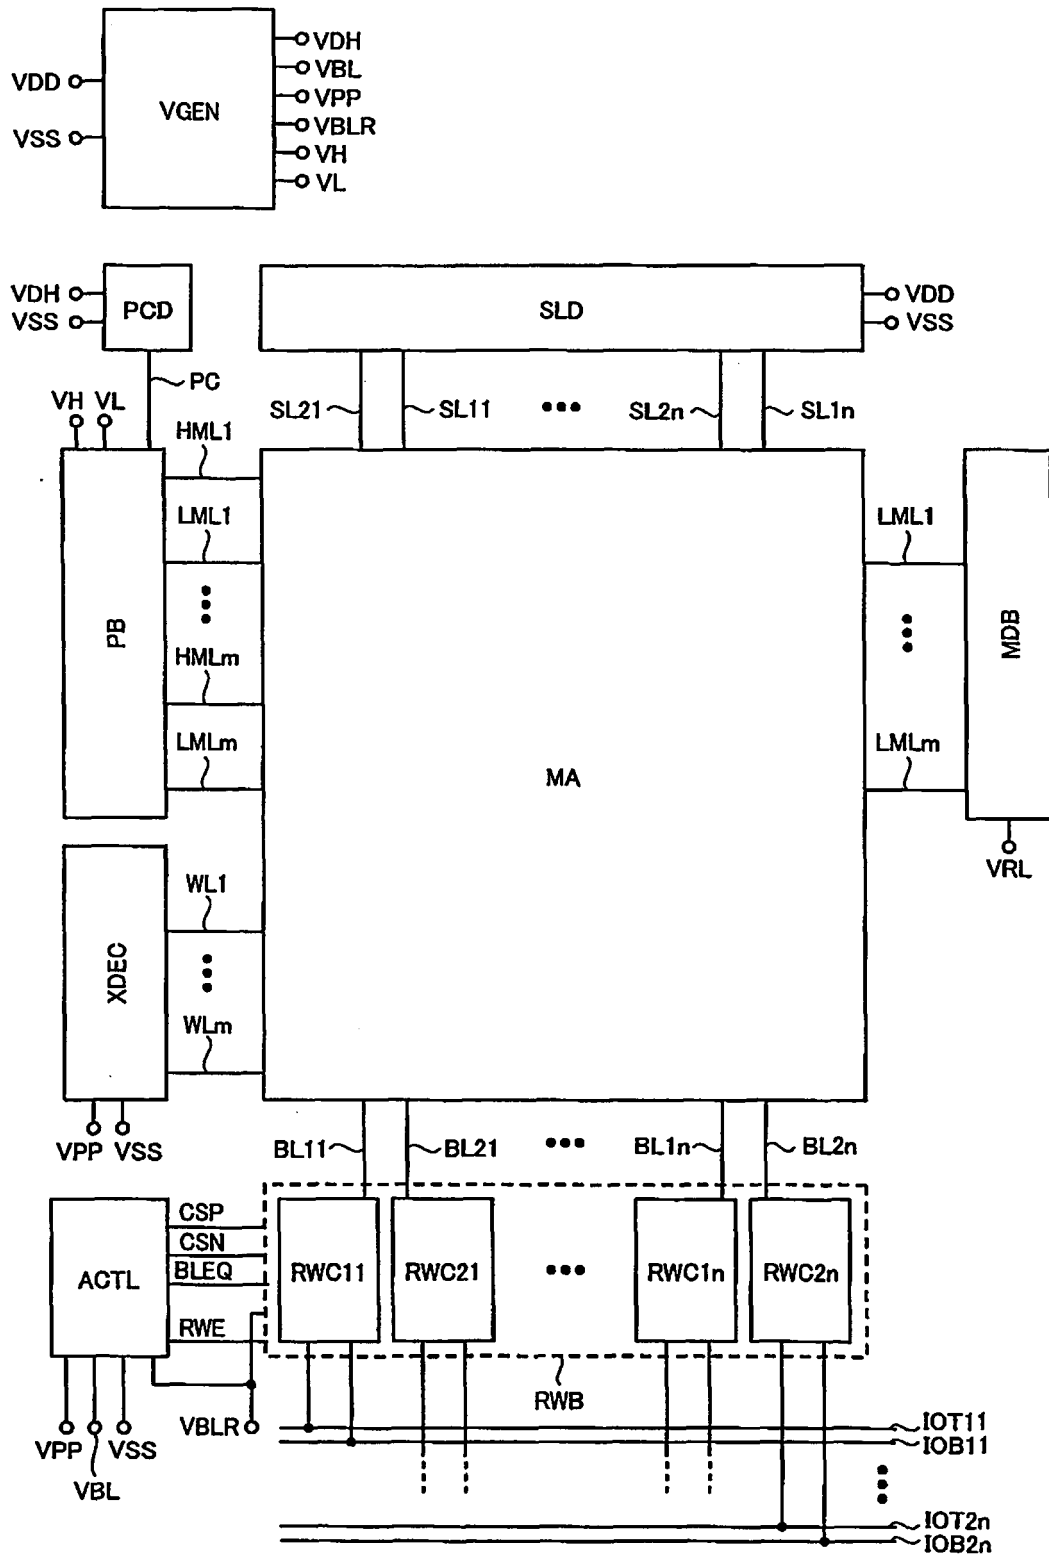 VDD
VSS
VGEN
VDH
VBL
VPP
VBLR
VH
VL
VDH
VSS
PCD
SLD
VDD
VSS
PC
SL21
SL11
•••
SL2n
SL1n
VH VL
HML1
LML1
•••
HMLm
LMLm
PB
MA
LML1
•••
LMLm
MDB
VRL
XDEC
WL1
•••
WLm
VPP VSS
BL11
BL21
•••
BL1n
BL2n
ACTL
CSP
CSN
BLEQ
RWE
RWC11
RWC21
•••
RWC1n
RWC2n
RWB
VPP
VBL
VSS
VBLR
IOT11
IOB11
•••
IOT2n
IOB2n